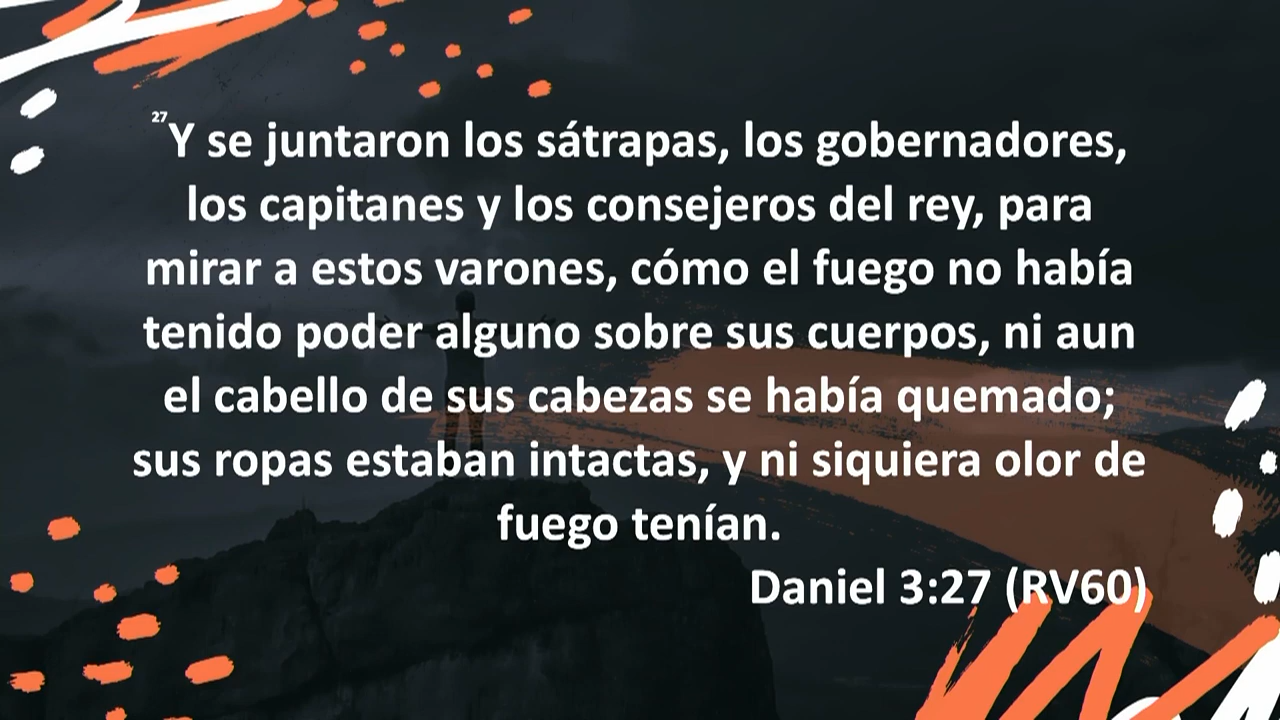 27Y se juntaron los sátrapas, los gobernadores,
los capitanes y los consejeros del rey, para
mirar a estos varones, cómo el fuego no había
tenido poder alguno sobre sus cuerpos, ni aun
el cabello de sus cabezas se había quemado;
sus ropas estaban intactas, y ni siquiera olor de
fuego tenían.
Daniel 3:27 (RV60)